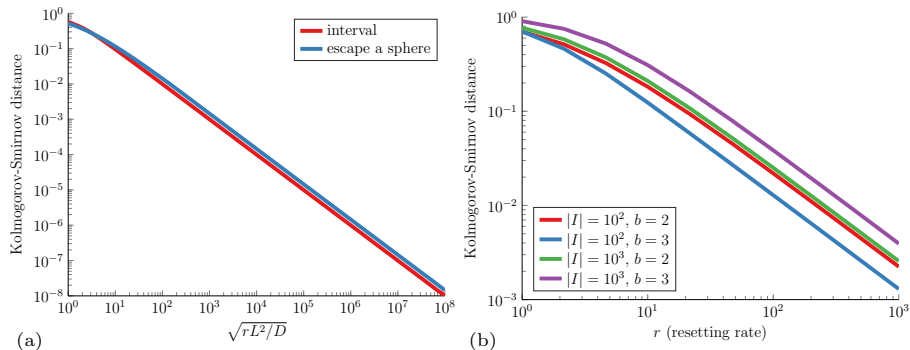 10^0
10^{-1}
10^{-2}
10^{-3}
10^{-4}
10^{-5}
10^{-6}
10^{-7}
10^{-8}
Kolmogorov-Smirnov distance
interval
escape a sphere
10^0 10^1 10^2 10^3 10^4 10^5 10^6 10^7 10^8
\sqrt{rL^2/D}
(a)
10^0
10^{-1}
10^{-2}
10^{-3}
Kolmogorov-Smirnov distance
|I| = 10^2, b = 2
|I| = 10^2, b = 3
|I| = 10^3, b = 2
|I| = 10^3, b = 3
10^0 10^1 10^2 10^3
r (resetting rate)
(b)